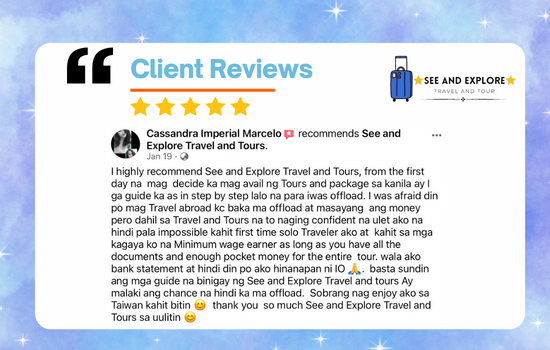 Client Reviews
SEE AND EXPLORE
TRAVEL AND TOUR
Cassandra Imperial Marcelo recommends See and
Explore Travel and Tours.
Jan 19 ·
I highly recommend See and Explore Travel and Tours, from the first
day na mag decide ka mag avail ng Tours and package sa kanila ay I
ga guide ka as in step by step lalo na para iwas offload. I was afraid din
po mag Travel abroad kc baka ma offload at masayang ang money
pero dahil sa Travel and Tours na to naging confident na ulet ako na
hindi pala impossible kahit first time solo Traveler ako at kahit sa mga
kagaya ko na Minimum wage earner as long as you have all the
documents and enough pocket money for the entire tour. wala ako
bank statement at hindi din po ako hinanapan ni IO 🙏. basta sundin
ang mga guide na binigay ng See and Explore Travel and tours Ay
malaki ang chance na hindi ka ma offload. Sobrang nag enjoy ako sa
Taiwan kahit bitin 😊 thank you so much See and Explore Travel and
Tours sa uulitin 😊